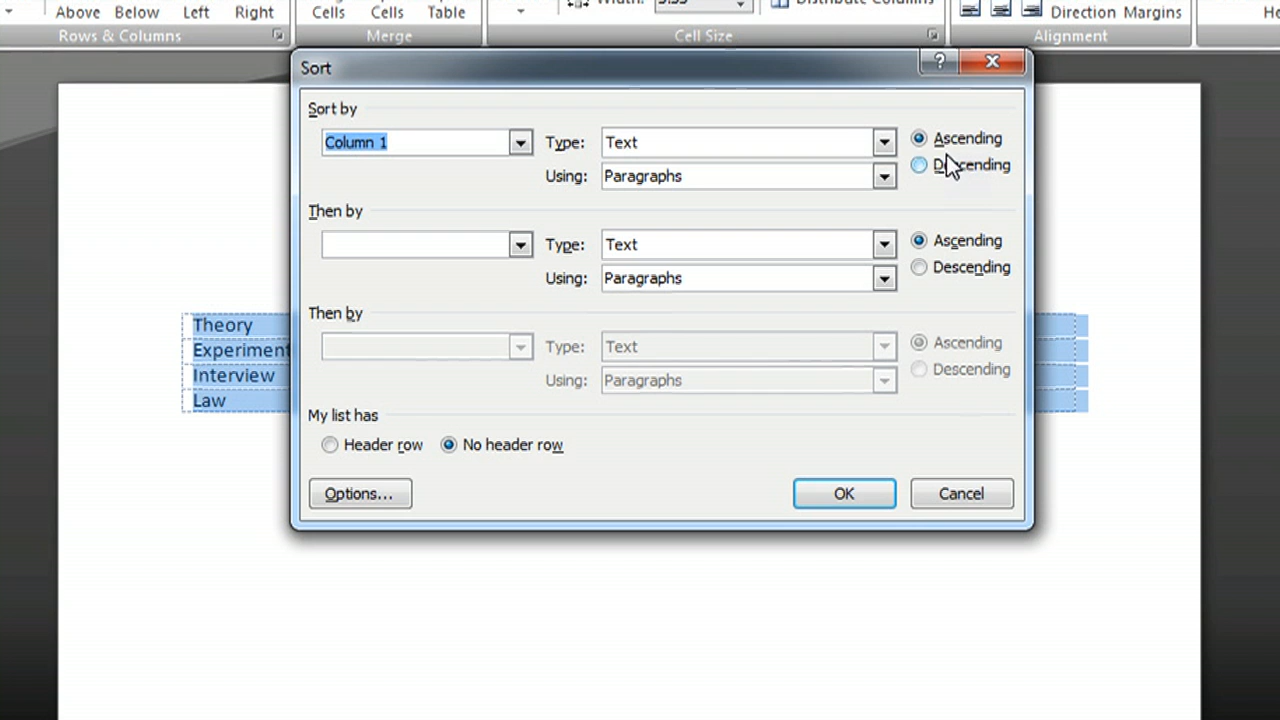 Above Below Left Right
Cells Cells Table
Width:
Distribute Columns
Direction Margins
Rows & Columns
Merge
Cell Size
Alignment
Sort
?
Sort by
Column 1
Type:
Text
Ascending
Using:
Paragraphs
Descending
Then by
Type:
Text
Ascending
Using:
Paragraphs
Descending
Then by
Type:
Text
Ascending
Using:
Paragraphs
Descending
My list has
Header row
No header row
Options...
OK
Cancel
Theory
Experiment
Interview
Law